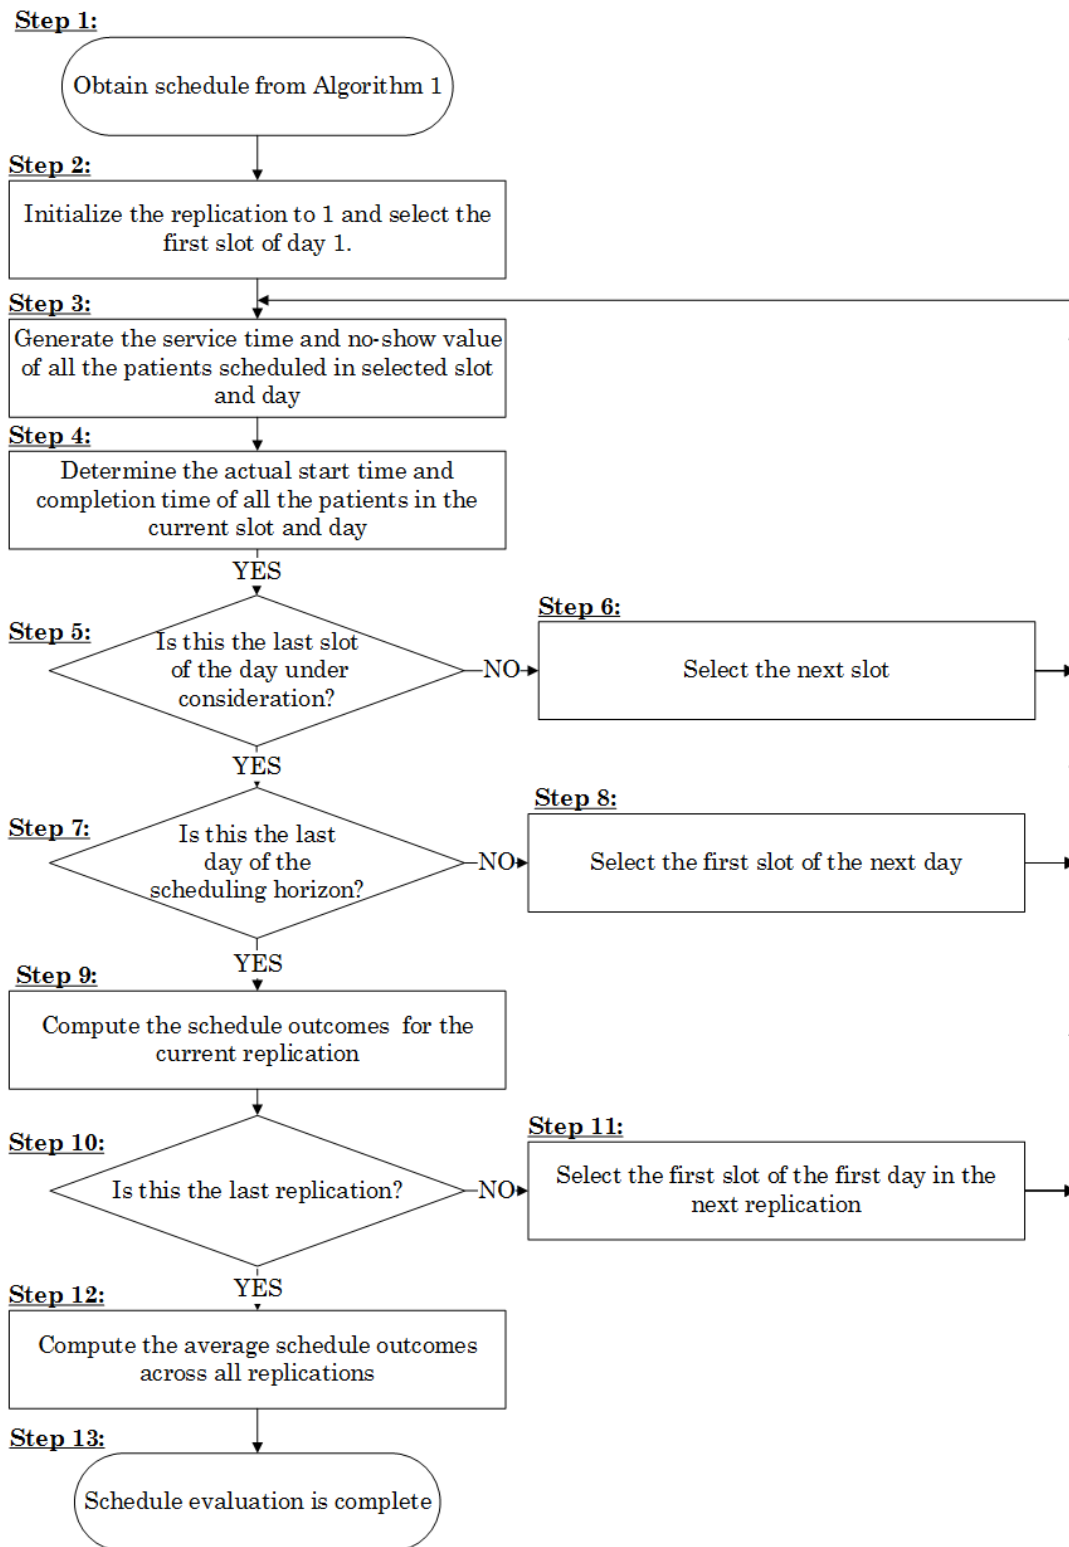 Step 1:
Obtain schedule from Algorithm 1
Step 2:
Initialize the replication to 1 and select the
first slot of day 1.
Step 3:
Generate the service time and no-show value
of all the patients scheduled in selected slot
and day
Step 4:
Determine the actual start time and
completion time of all the patients in the
current slot and day
YES
Step 5:
Is this the last slot
of the day under
consideration?
NO
Step 6:
Select the next slot
YES
Step 7:
Is this the last
day of the
scheduling horizon?
NO
Step 8:
Select the first slot of the next day
YES
Step 9:
Compute the schedule outcomes for the
current replication
Step 10:
Is this the last replication?
NO
Step 11:
Select the first slot of the first day in the
next replication
YES
Step 12:
Compute the average schedule outcomes
across all replications
Step 13:
Schedule evaluation is complete